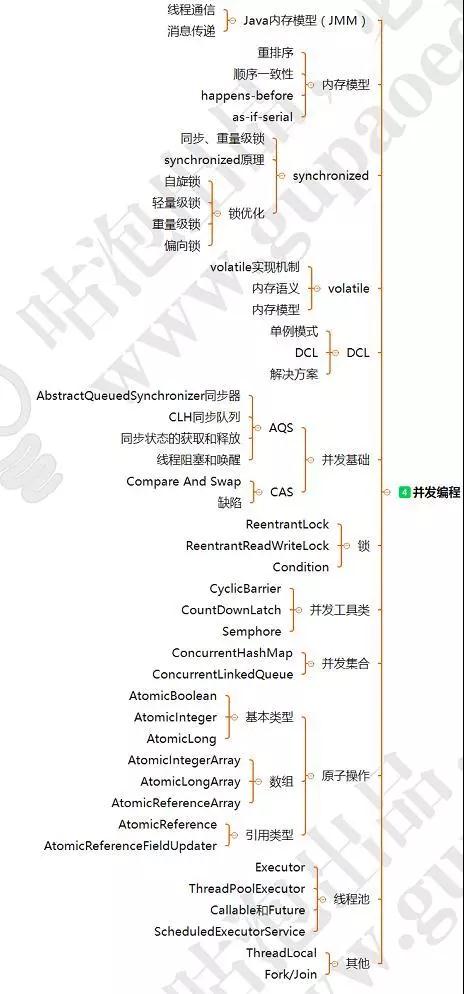 线程通信
消息传递
Java内存模型（JMM）
重排序
顺序一致性
happens-before
as-if-serial
内存模型
同步、重量级锁
synchronized原理
自旋锁
轻量级锁
重量级锁
偏向锁
锁优化
synchronized
volatile实现机制
内存语义
内存模型
volatile
单例模式
DCL
解决方案
DCL
AbstractQueuedSynchronizer同步器
CLH同步队列
同步状态的获取和释放
线程阻塞和唤醒
AQS
Compare And Swap
缺陷
CAS
并发基础
4 并发编程
ReentrantLock
ReentrantReadWriteLock
Condition
锁
CyclicBarrier
CountDownLatch
Semphore
并发工具类
ConcurrentHashMap
ConcurrentLinkedQueue
并发集合
AtomicBoolean
AtomicInteger
AtomicLong
基本类型
AtomicIntegerArray
AtomicLongArray
AtomicReferenceArray
数组
AtomicReference
AtomicReferenceFieldUpdater
引用类型
原子操作
Executor
ThreadPoolExecutor
Callable和Future
ScheduledExecutorService
线程池
ThreadLocal
Fork/Join
其他